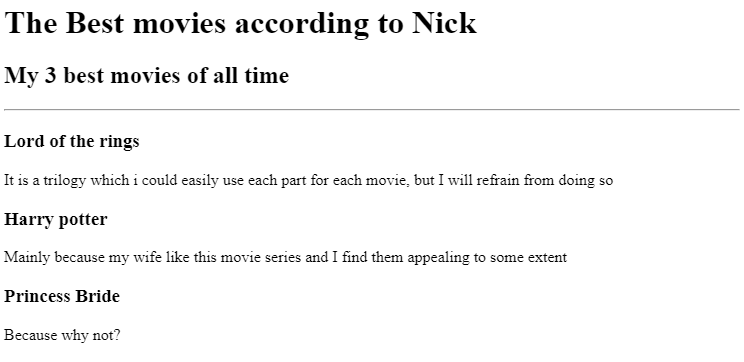 The Best movies according to Nick
My 3 best movies of all time
Lord of the rings
It is a trilogy which i could easily use each part for each movie, but I will refrain from doing so
Harry potter
Mainly because my wife like this movie series and I find them appealing to some extent
Princess Bride
Because why not?